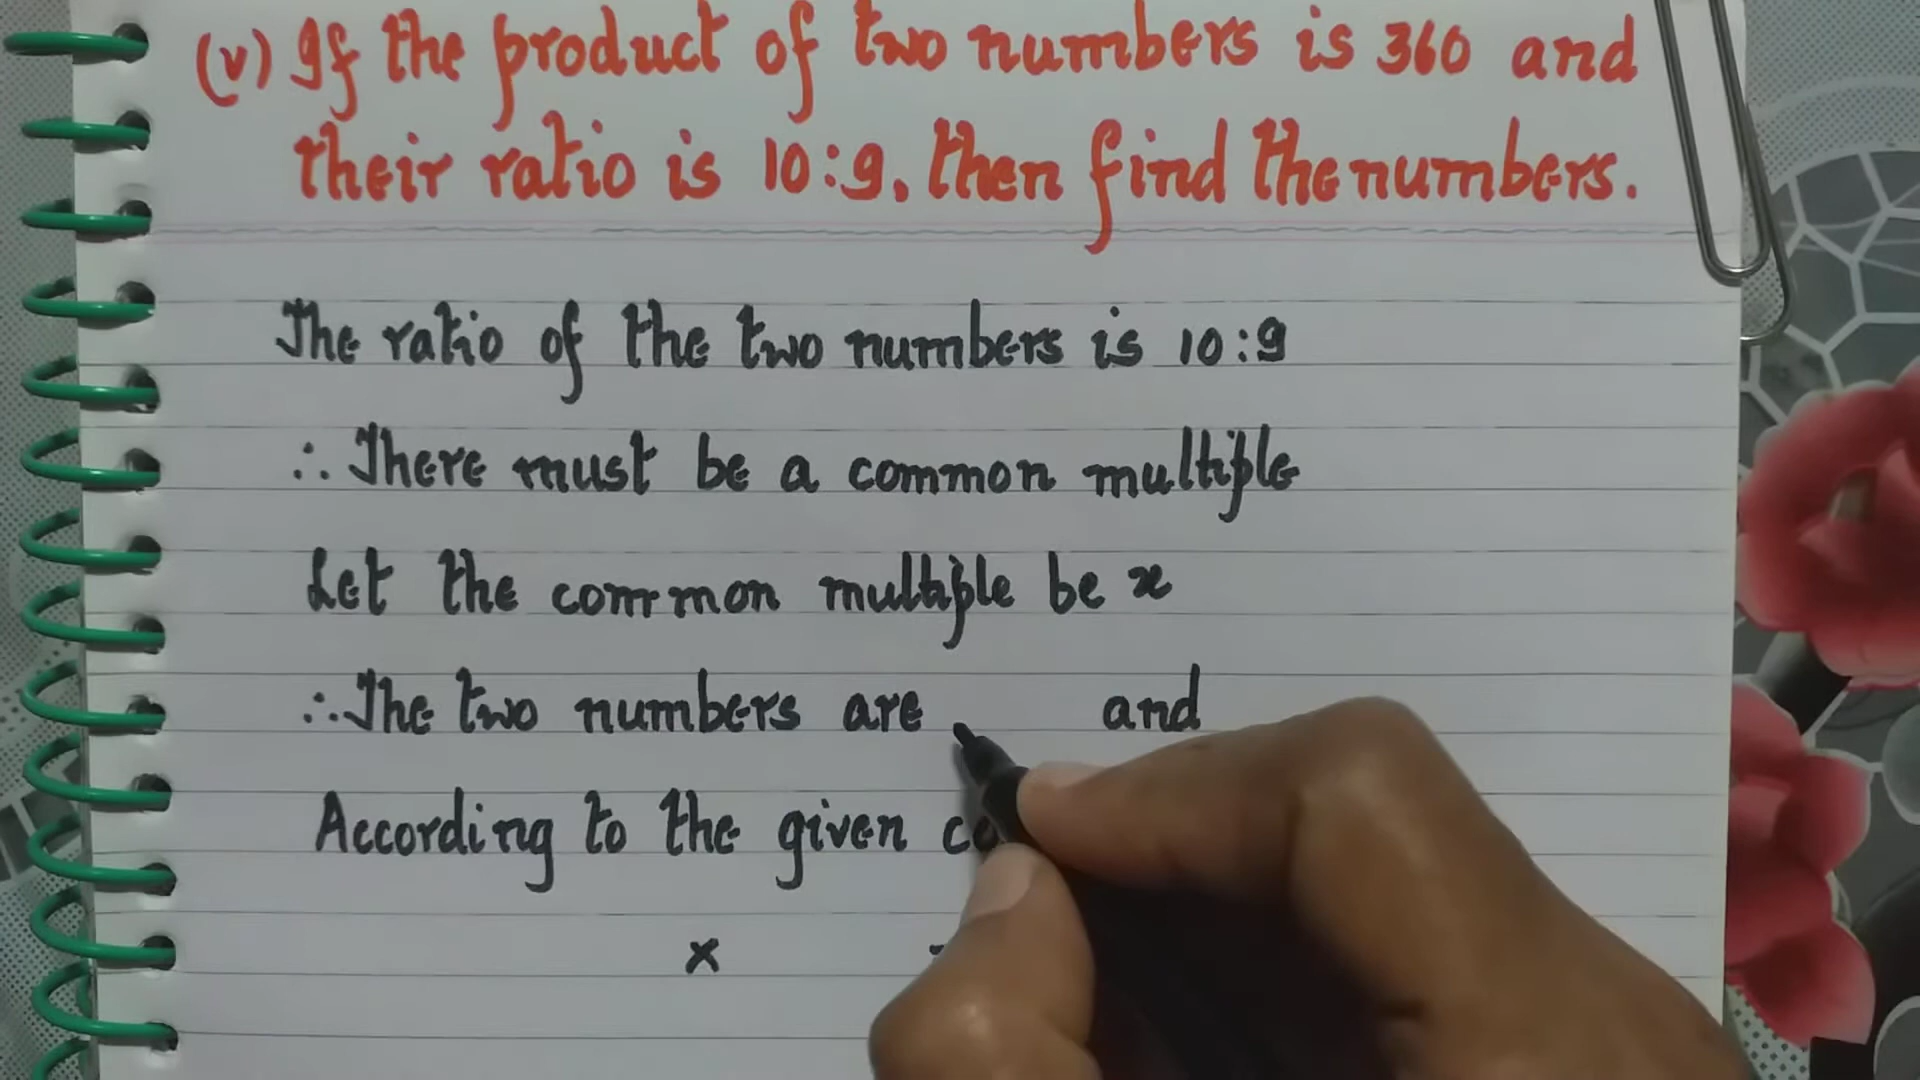 (v) If the product of two numbers is 360 and
their ratio is 10:9, then find the numbers.
The ratio of the two numbers is 10:9
∴ There must be a common multiple
Let the common multiple be x
∴ The two numbers are and
According to the given
×